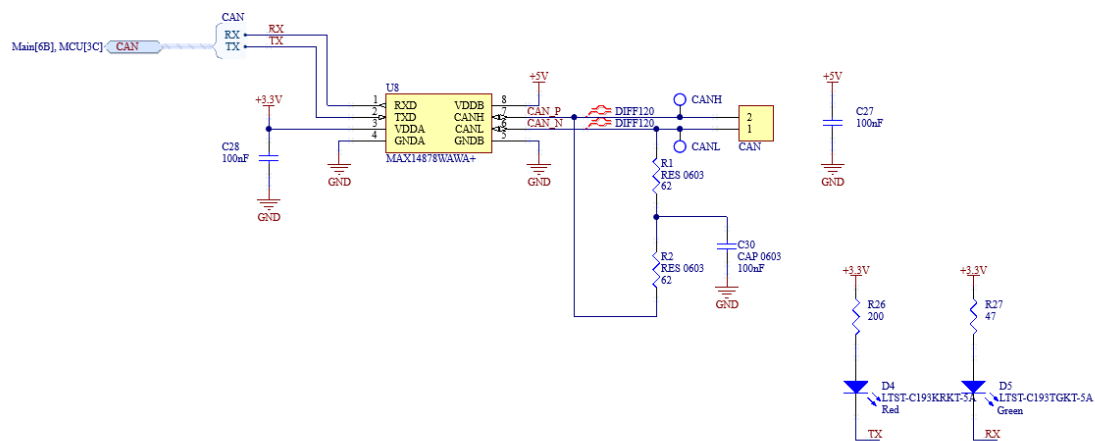 CAN
RX RX
TX TX
Main[6B], MCU[3C] CAN
U8
+5V
+5V
+3.3V
1 RXD VDDB 8
2 TXD CANH 7
3 VDDA CANL 6
4 GNDA GNDB 5
MAX14878WAWA+
CAN_P DIFF120 CANH
CAN_N DIFF120 CANL
2
1
CAN
C27
100nF
GND
C28
100nF
GND
GND
GND
R1
RES 0603
62
C30
CAP 0603
100nF
GND
R2
RES 0603
62
+3.3V
+3.3V
R26
200
R27
47
D4
LTST-C193KRKT-5A
Red
D5
LTST-C193TGKT-5A
Green
TX
RX